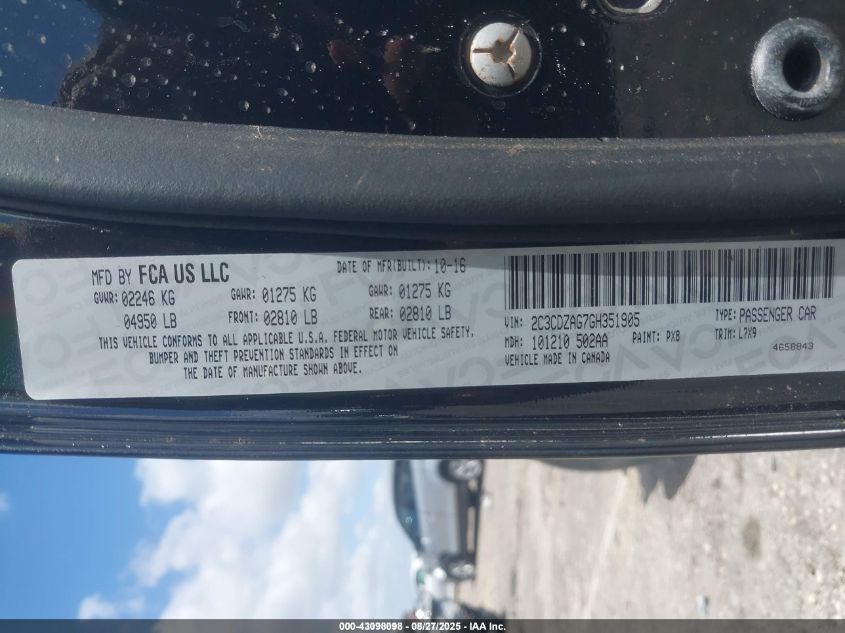 MFD BY FCA US LLC DATE OF MFR(BUILT): 10-16
GVWR: 02246 KG GAWR: 01275 KG GAWR: 01275 KG
04950 LB FRONT: 02810 LB REAR: 02810 LB
THIS VEHICLE CONFORMS TO ALL APPLICABLE U.S.A. FEDERAL MOTOR VEHICLE SAFETY,
BUMPER AND THEFT PREVENTION STANDARDS IN EFFECT ON
THE DATE OF MANUFACTURE SHOWN ABOVE.
VIN: 2C3CDZAG7GH351905 TYPE: PASSENGER CAR
MDH: 101210 502AA PAINT: PX8 TRIM: L7X9
VEHICLE MADE IN CANADA 4658843
000-43098098 - 08/27/2025 - IAA Inc.